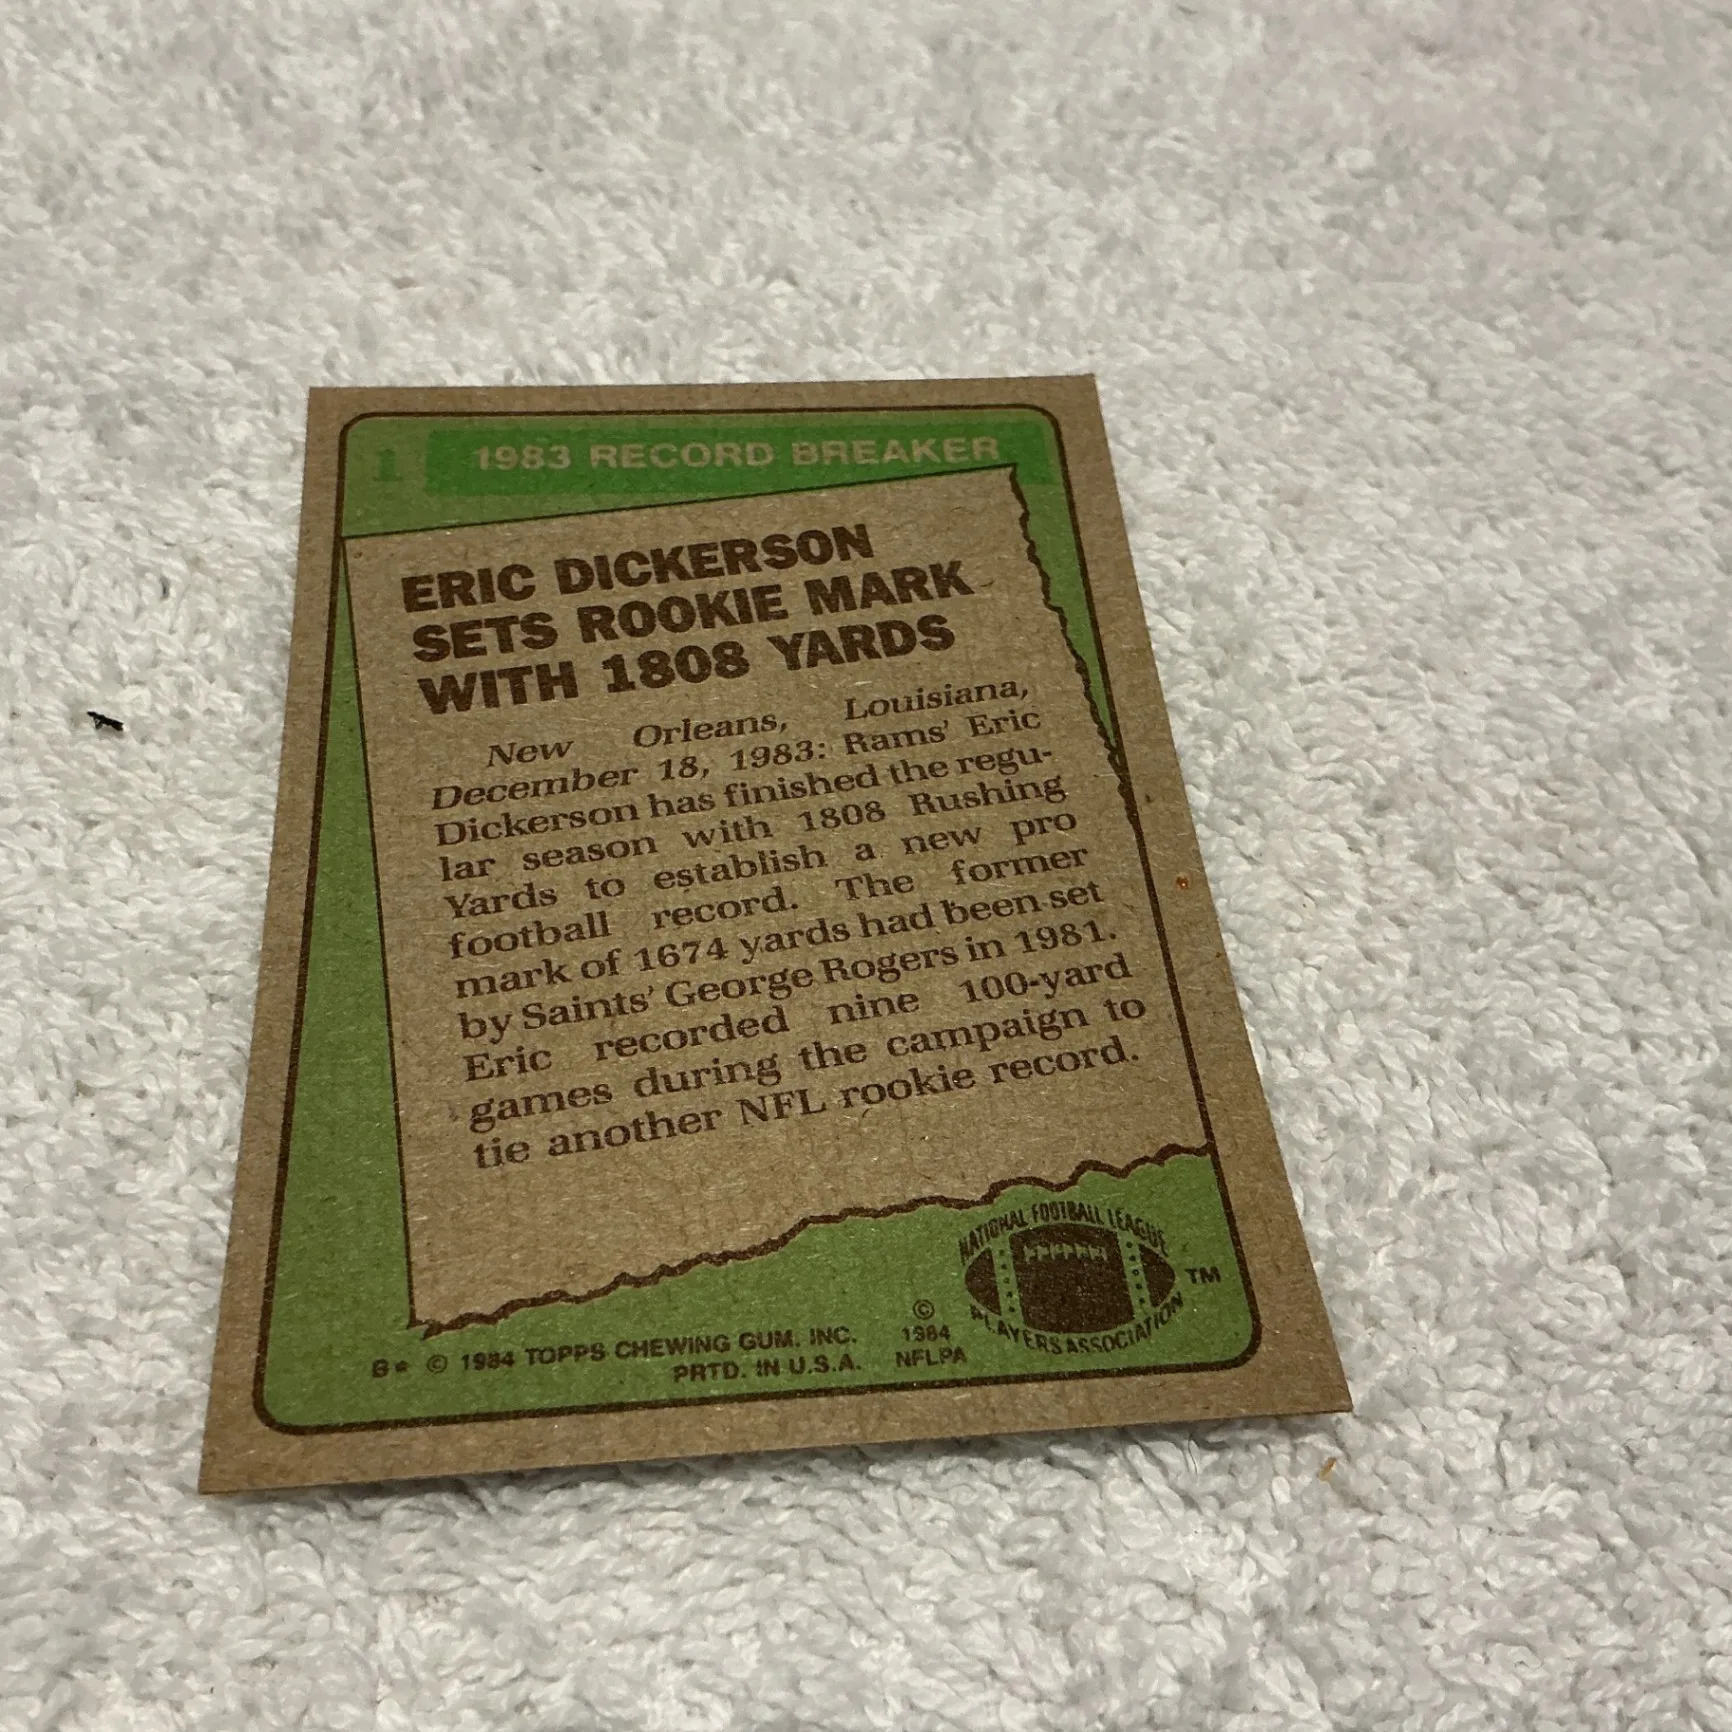 1 1983 RECORD BREAKER
ERIC DICKERSON
SETS ROOKIE MARK
WITH 1808 YARDS
New Orleans, Louisiana,
December 18, 1983: Rams' Eric
Dickerson has finished the regu-
lar season with 1808 Rushing
Yards to establish a new pro
football record. The former
mark of 1674 yards had been set
by Saints' George Rogers in 1981.
Eric recorded nine 100-yard
games during the campaign to
tie another NFL rookie record.
NATIONAL FOOTBALL LEAGUE
PLAYERS ASSOCIATION
TM
B* © 1984 TOPPS CHEWING GUM, INC.
PRTD. IN U.S.A.
©
1984
NFLPA